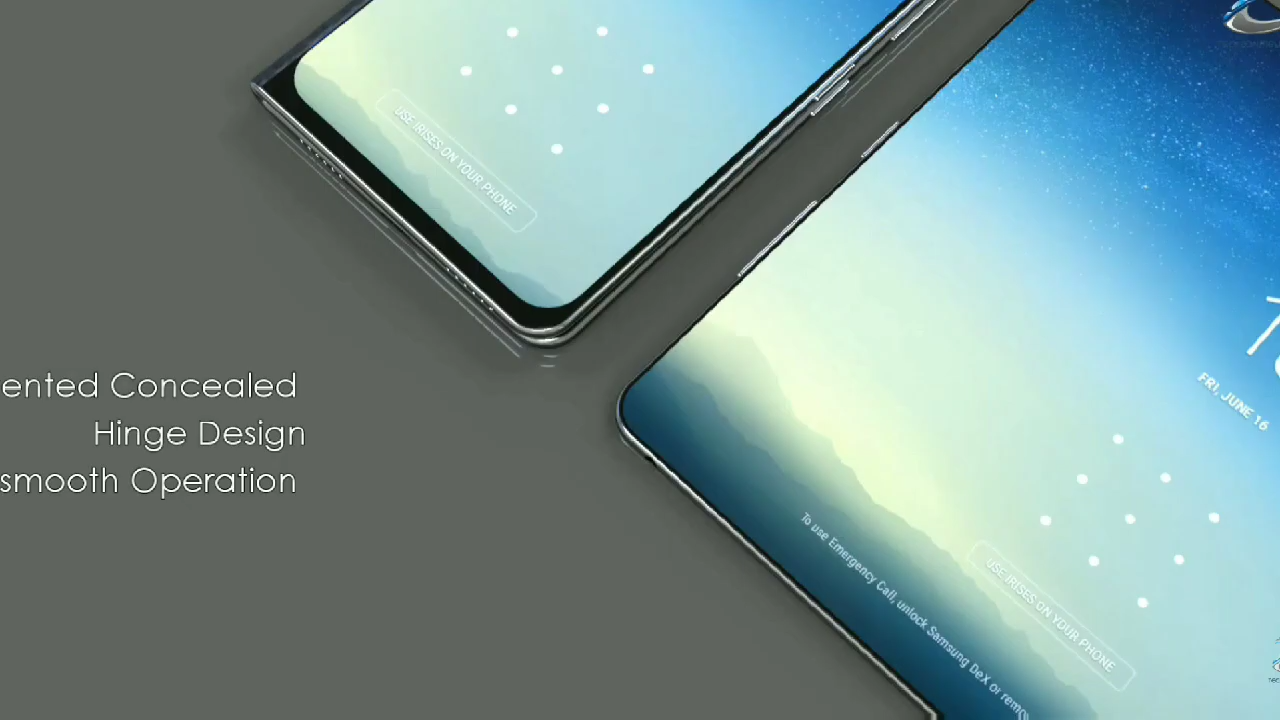 ented Concealed
Hinge Design
smooth Operation
USE IRISES ON YOUR PHONE
FRI, JUNE 16
USE IRISES ON YOUR PHONE
To use Emergency Call, unlock Samsung DeX or remov